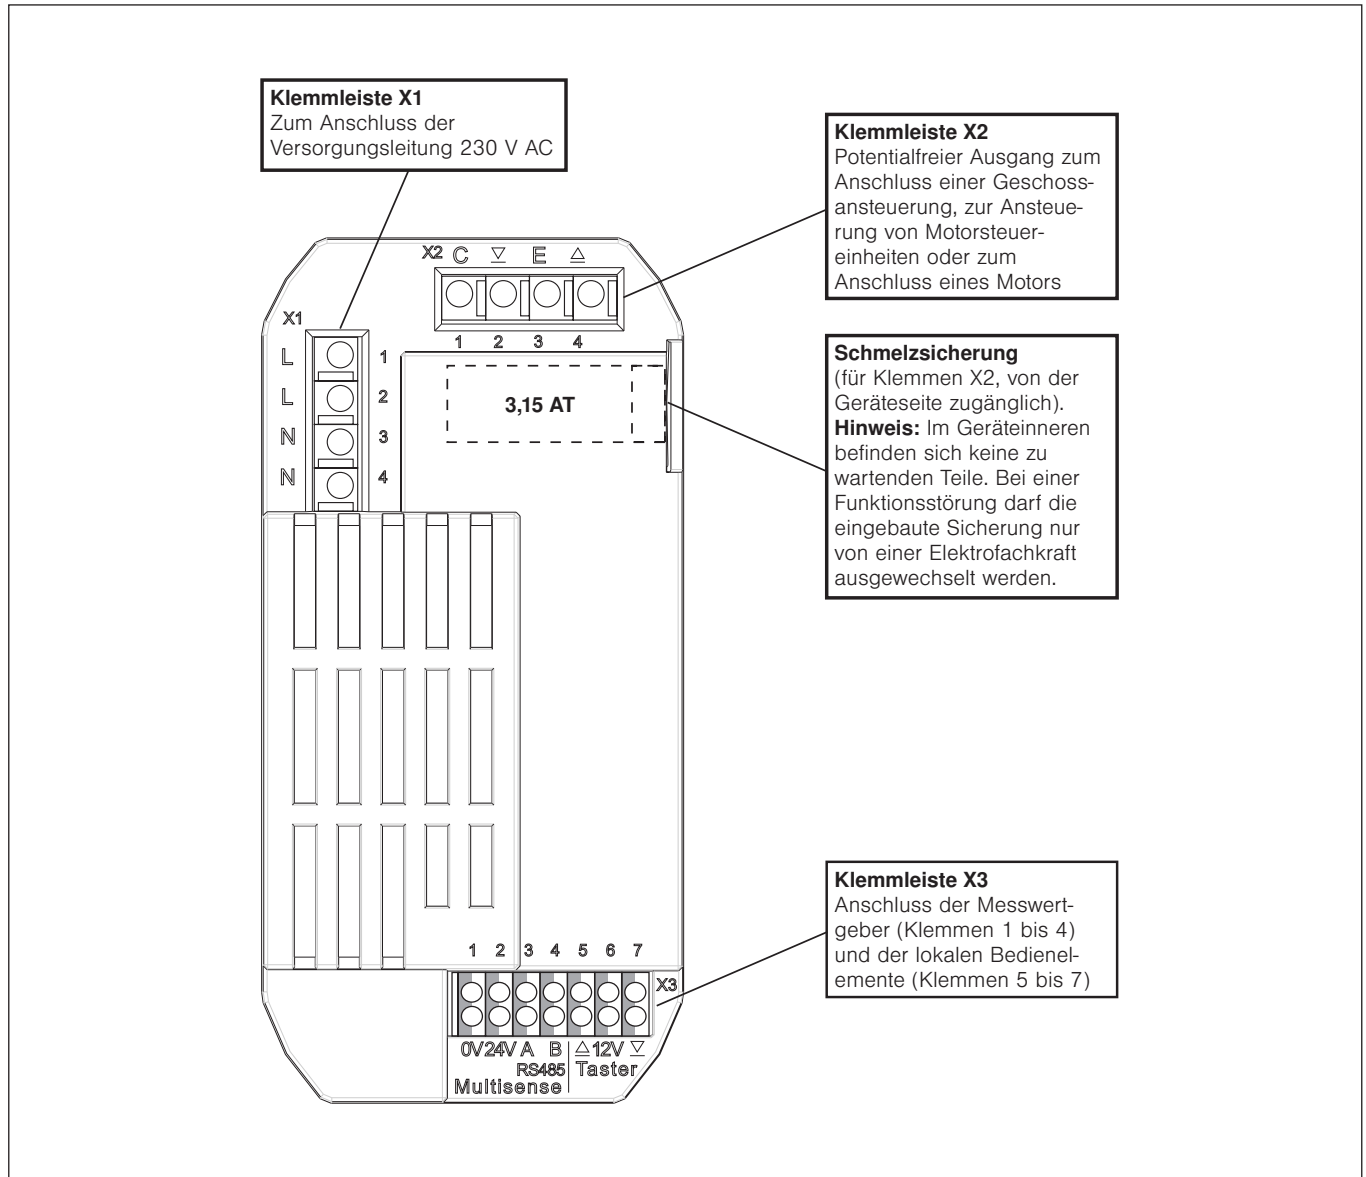 Klemmleiste X1
Zum Anschluss der
Versorgungsleitung 230 V AC
Klemmleiste X2
Potentialfreier Ausgang zum
Anschluss einer Geschoss-
ansteuerung, zur Ansteue-
rung von Motorsteuer-
einheiten oder zum
Anschluss eines Motors
X2 C ▽ E △
1 2 3 4
X1
L 1
L 2
N 3
N 4
3,15 AT
Schmelzsicherung
(für Klemmen X2, von der
Geräteseite zugänglich).
Hinweis: Im Geräteinneren
befinden sich keine zu
wartenden Teile. Bei einer
Funktionsstörung darf die
eingebaute Sicherung nur
von einer Elektrofachkraft
ausgewechselt werden.
Klemmleiste X3
Anschluss der Messwert-
geber (Klemmen 1 bis 4)
und der lokalen Bedienel-
emente (Klemmen 5 bis 7)
1 2 3 4 5 6 7
X3
0V 24V A B △ 12V ▽
RS485 Taster
Multisense